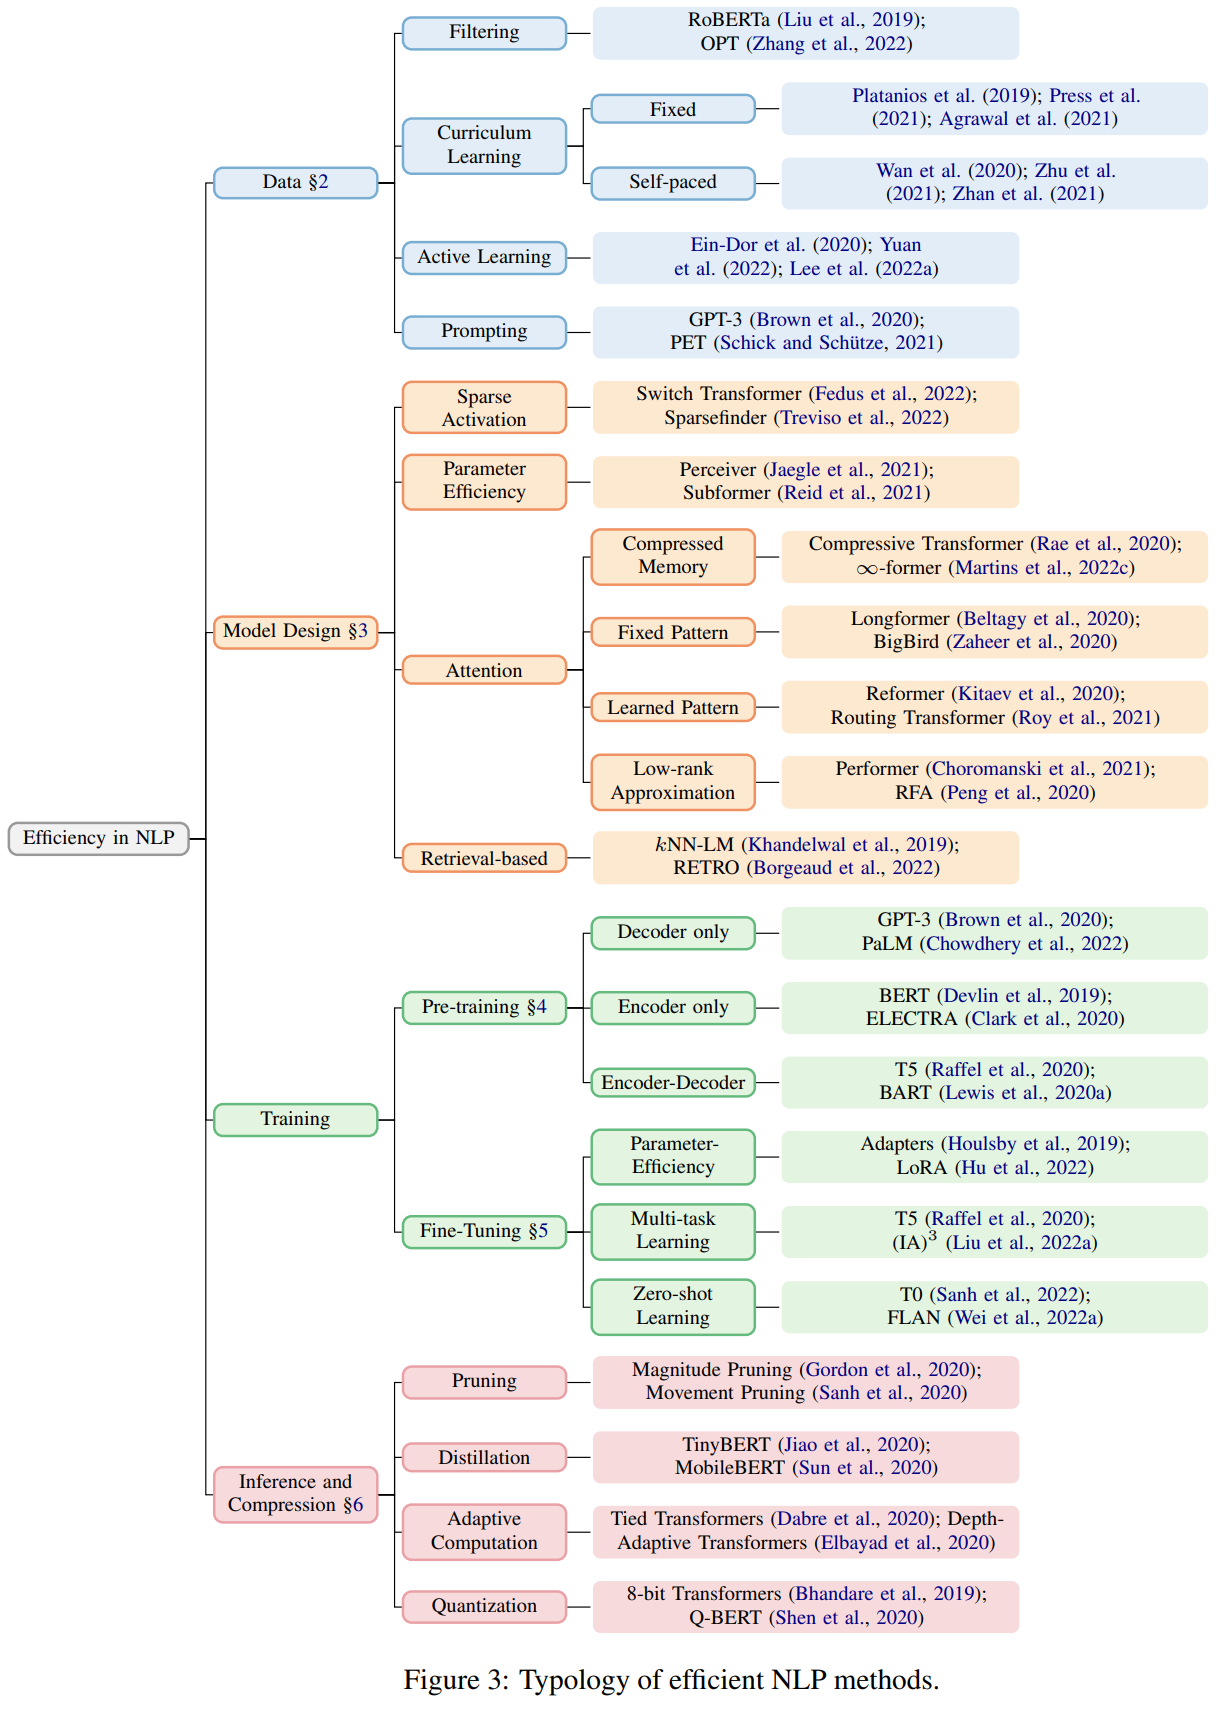 Filtering
RoBERTa (Liu et al., 2019);
OPT (Zhang et al., 2022)
Curriculum
Learning
Fixed
Platanios et al. (2019); Press et al.
(2021); Agrawal et al. (2021)
Self-paced
Wan et al. (2020); Zhu et al.
(2021); Zhan et al. (2021)
Data §2
Active Learning
Ein-Dor et al. (2020); Yuan
et al. (2022); Lee et al. (2022a)
Prompting
GPT-3 (Brown et al., 2020);
PET (Schick and Schütze, 2021)
Sparse
Activation
Switch Transformer (Fedus et al., 2022);
Sparsefinder (Treviso et al., 2022)
Parameter
Efficiency
Perceiver (Jaegle et al., 2021);
Subformer (Reid et al., 2021)
Model Design §3
Attention
Compressed
Memory
Compressive Transformer (Rae et al., 2020);
∞-former (Martins et al., 2022c)
Fixed Pattern
Longformer (Beltagy et al., 2020);
BigBird (Zaheer et al., 2020)
Learned Pattern
Reformer (Kitaev et al., 2020);
Routing Transformer (Roy et al., 2021)
Low-rank
Approximation
Performer (Choromanski et al., 2021);
RFA (Peng et al., 2020)
Efficiency in NLP
Retrieval-based
kNN-LM (Khandelwal et al., 2019);
RETRO (Borgeaud et al., 2022)
Decoder only
GPT-3 (Brown et al., 2020);
PaLM (Chowdhery et al., 2022)
Pre-training §4
Encoder only
BERT (Devlin et al., 2019);
ELECTRA (Clark et al., 2020)
Encoder-Decoder
T5 (Raffel et al., 2020);
BART (Lewis et al., 2020a)
Training
Parameter-
Efficiency
Adapters (Houlsby et al., 2019);
LoRA (Hu et al., 2022)
Fine-Tuning §5
Multi-task
Learning
T5 (Raffel et al., 2020);
(IA)³ (Liu et al., 2022a)
Zero-shot
Learning
T0 (Sanh et al., 2022);
FLAN (Wei et al., 2022a)
Pruning
Magnitude Pruning (Gordon et al., 2020);
Movement Pruning (Sanh et al., 2020)
Distillation
TinyBERT (Jiao et al., 2020);
MobileBERT (Sun et al., 2020)
Inference and
Compression §6
Adaptive
Computation
Tied Transformers (Dabre et al., 2020); Depth-
Adaptive Transformers (Elbayad et al., 2020)
Quantization
8-bit Transformers (Bhandare et al., 2019);
Q-BERT (Shen et al., 2020)
Figure 3: Typology of efficient NLP methods.